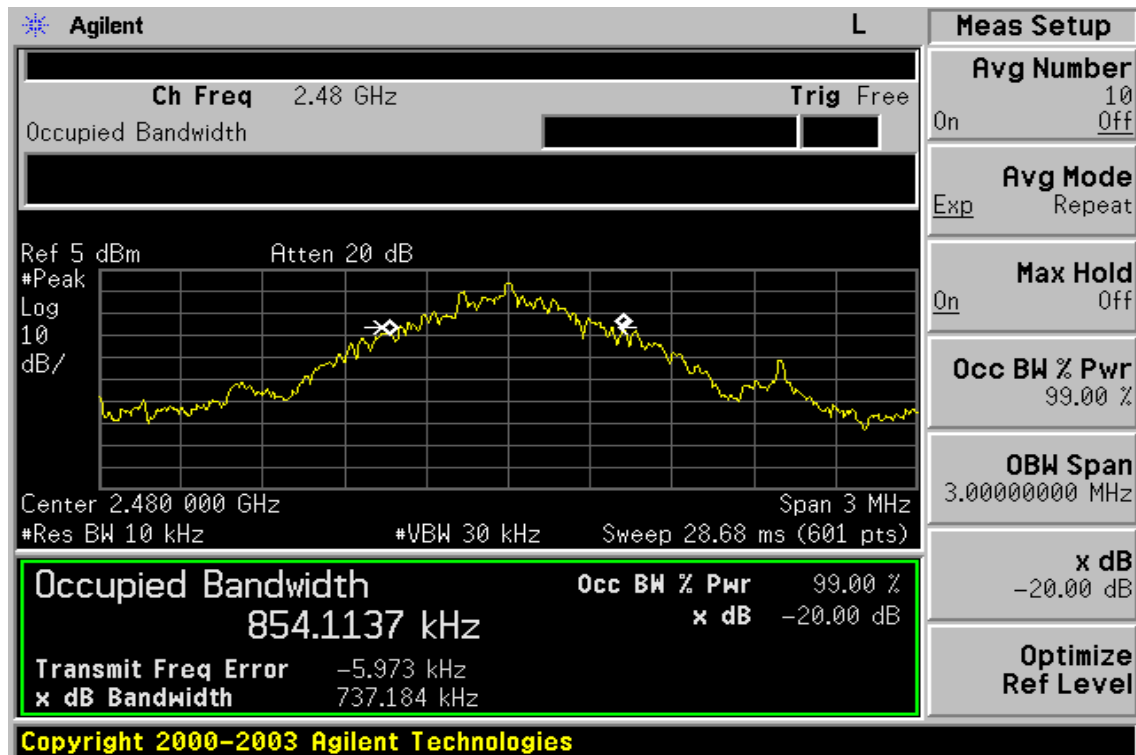 Agilent L
Ch Freq 2.48 GHz Trig Free
Occupied Bandwidth
Ref 5 dBm Atten 20 dB
#Peak
Log
10
dB/
Center 2.480 000 GHz Span 3 MHz
#Res BW 10 kHz #VBW 30 kHz Sweep 28.68 ms (601 pts)
Occupied Bandwidth
854.1137 kHz
Occ BW % Pwr 99.00 %
x dB -20.00 dB
Transmit Freq Error -5.973 kHz
x dB Bandwidth 737.184 kHz
Copyright 2000-2003 Agilent Technologies
Meas Setup
Avg Number
10
On Off
Avg Mode
Exp Repeat
Max Hold
On Off
Occ BW % Pwr
99.00 %
OBW Span
3.00000000 MHz
x dB
-20.00 dB
Optimize
Ref Level